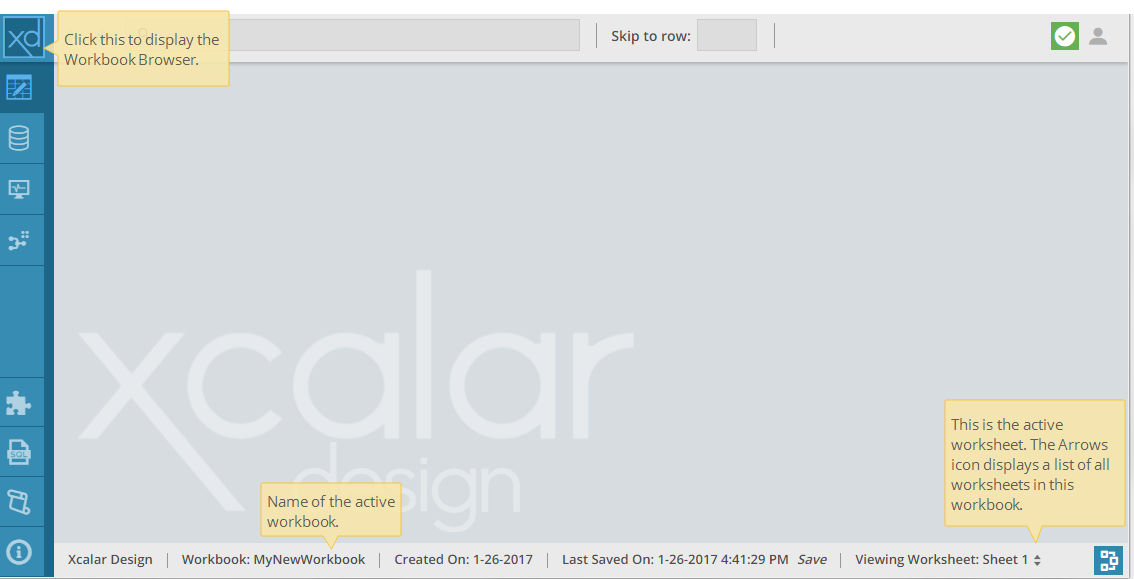 xd
Click this to display the
Workbook Browser.
Skip to row:
xcalar
design
SQL
This is the active
worksheet. The Arrows
icon displays a list of all
worksheets in this
workbook.
Name of the active
workbook.
Xcalar Design | Workbook: MyNewWorkbook | Created On: 1-26-2017 | Last Saved On: 1-26-2017 4:41:29 PM Save | Viewing Worksheet: Sheet 1